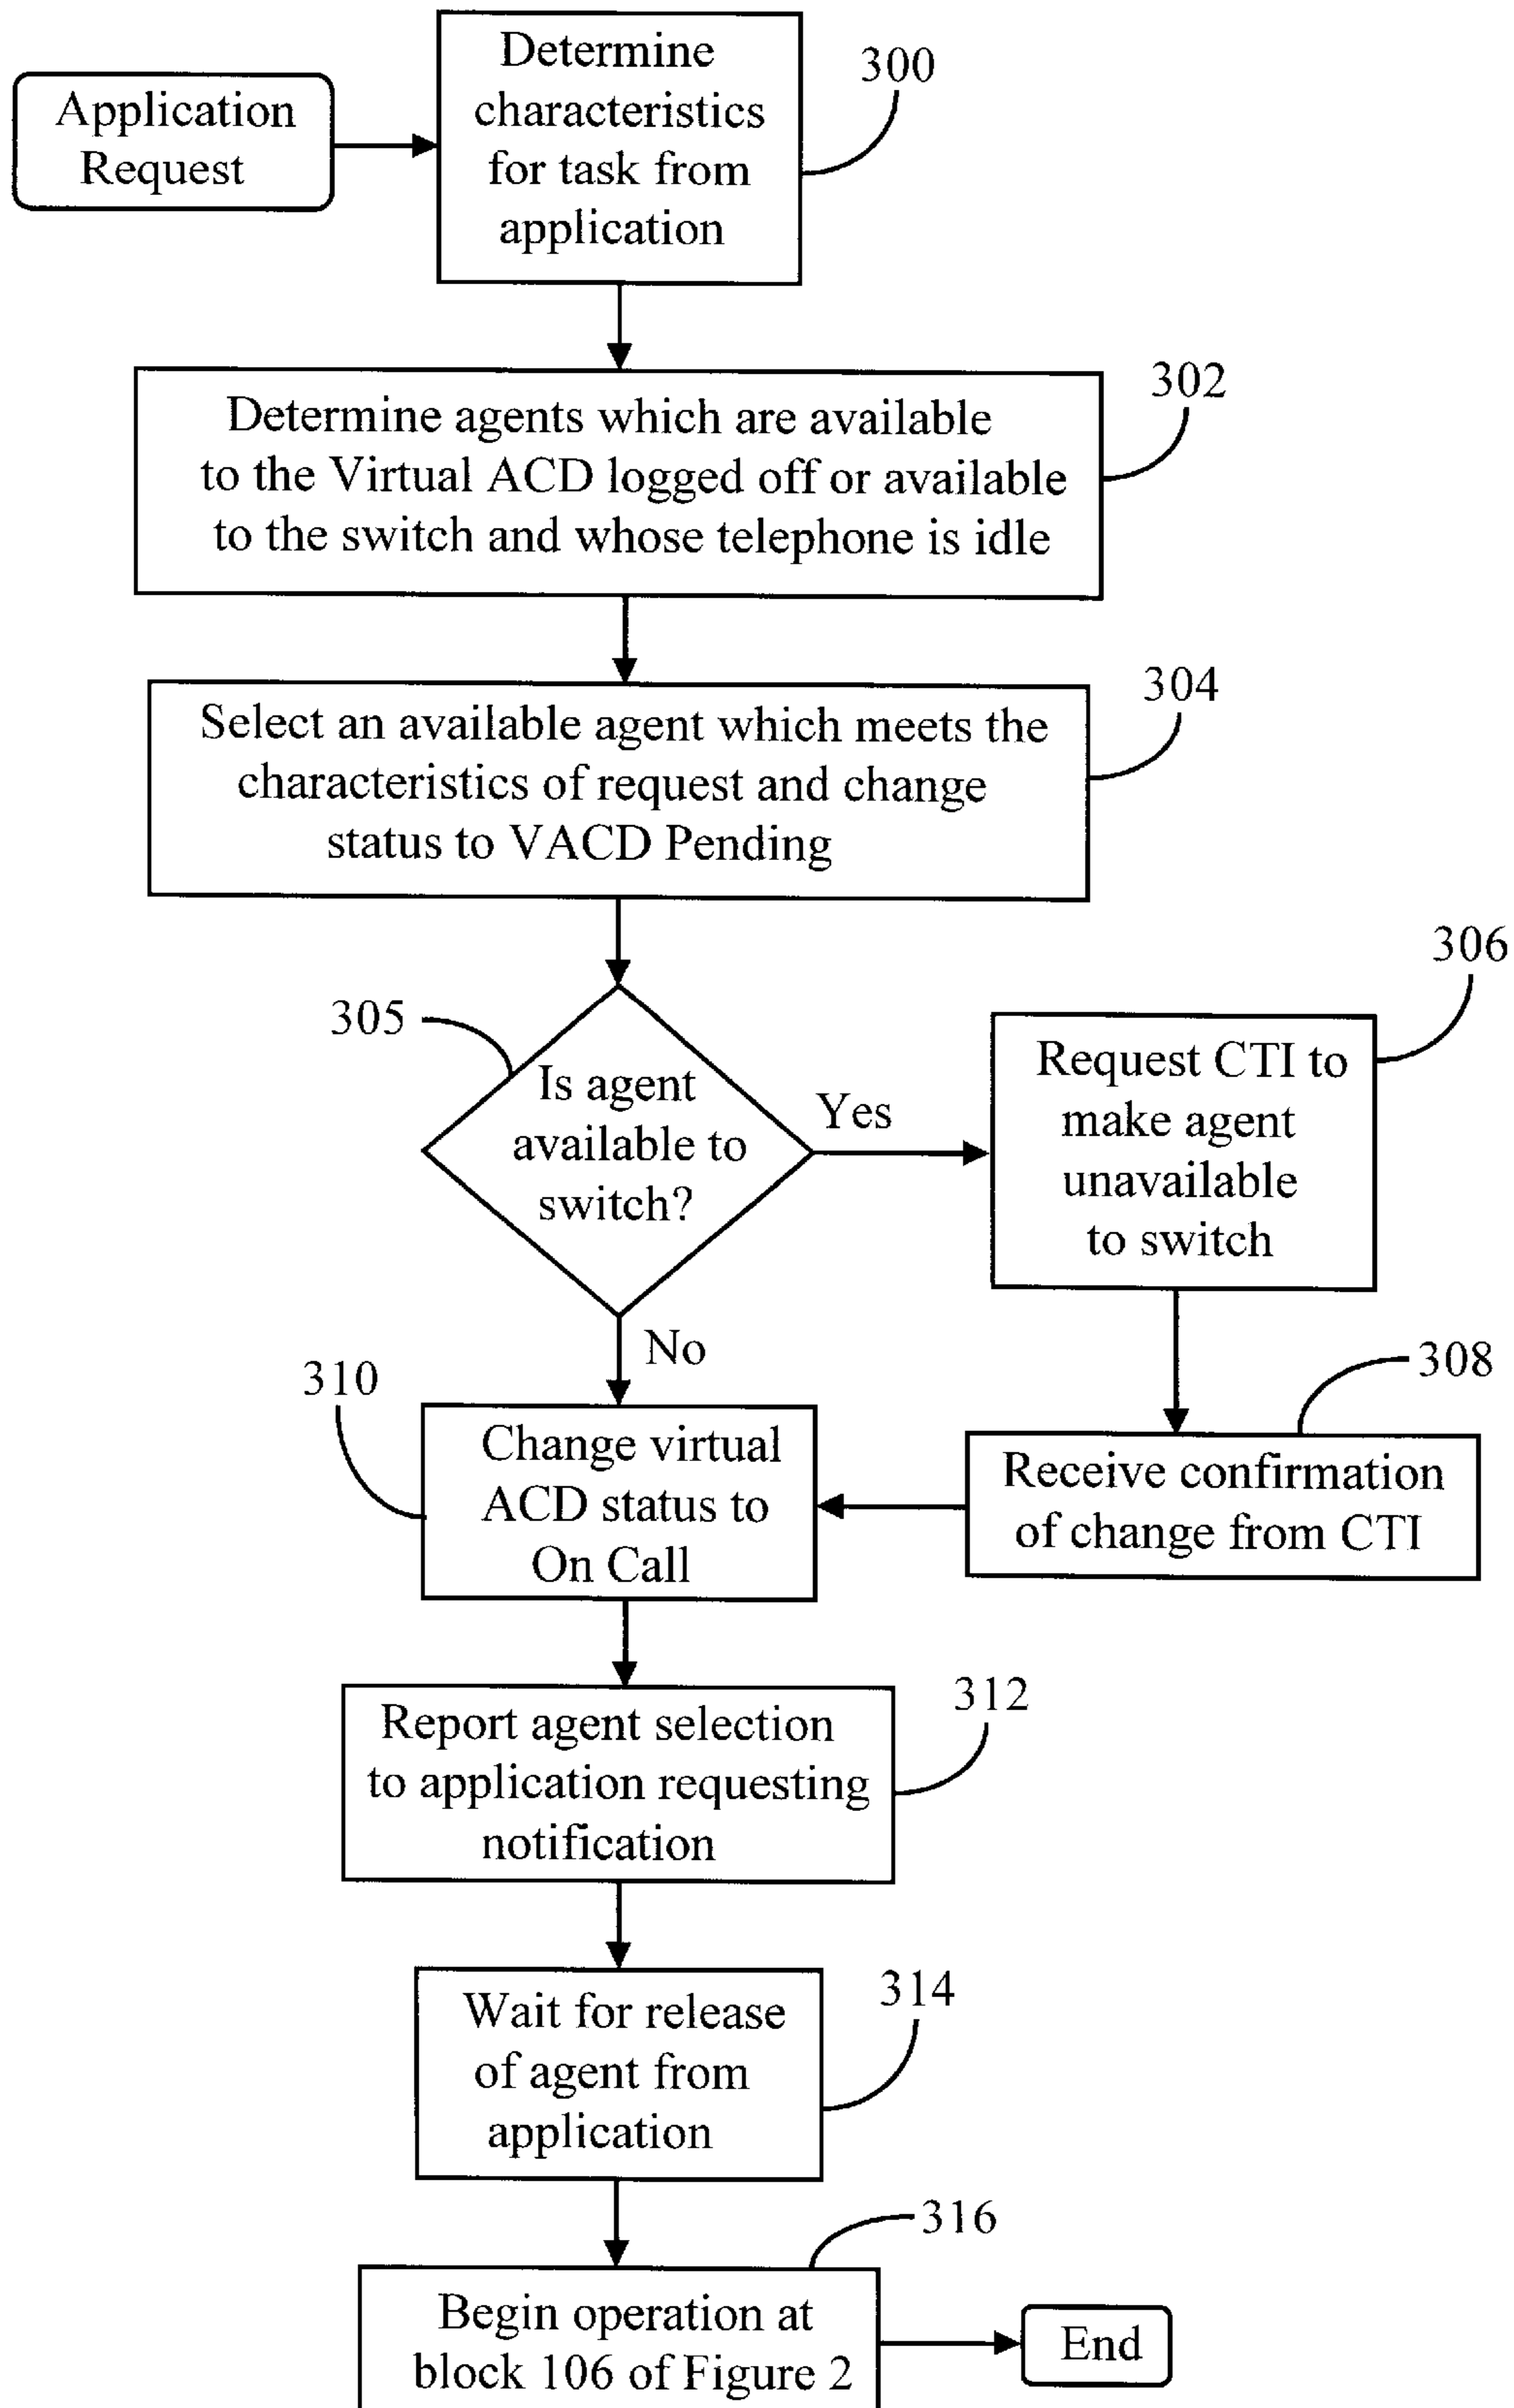 Application
Request
Determine
characteristics
for task from
application
300
Determine agents which are available
to the Virtual ACD logged off or available
to the switch and whose telephone is idle
302
Select an available agent which meets the
characteristics of request and change
status to VACD Pending
304
305
Is agent
available to
switch?
Yes
306
Request CTI to
make agent
unavailable
to switch
No
308
Receive confirmation
of change from CTI
310
Change virtual
ACD status to
On Call
312
Report agent selection
to application requesting
notification
314
Wait for release
of agent from
application
316
Begin operation at
block 106 of Figure 2
End